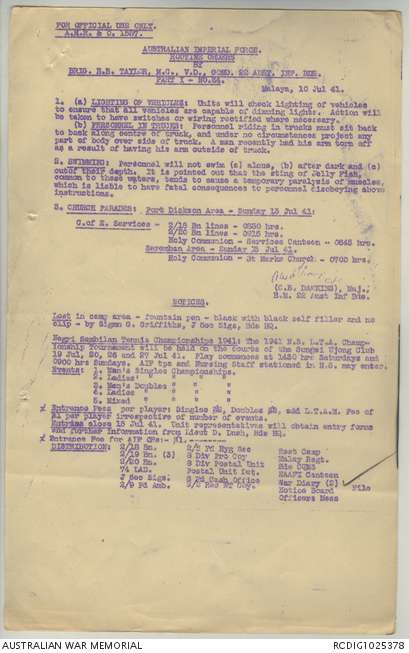 FOR OFFICIAL USE ONLY.
A.M.R. & O. 1527.
AUSTRALIAN IMPERIAL FORCE.
ROUTINE ORDERS
BY
BRIG. H.B. TAYLOR, M.C., V.D., COMD. 22 AUST. INF. BDE.
PART I - NO.64.
Malaya, 10 Jul 41.
1. (a) LIGHTING OF VEHICLES: Units will check lighting of vehicles
to ensure that all vehicles are capable of dimming lights. Action will
be taken to have switches or wiring rectified where necessary.
(b) PERSONNEL IN TRUCKS: Personnel riding in trucks must sit back
to back along centre of truck, and under no circumstances project any
part of body over side of truck. A man recently had his arm torn off
as a result of having his arm outside of truck.
2. SWIMMING: Personnel will not swim (a) alone, (b) after dark and (c)
outof their depth. It is pointed out that the sting of Jelly Fish,
common to these waters, tends to cause a temporary paralysis of muscles,
which is liable to have fatal consequences to personnel disobeying above
instructions.
3. CHURCH PARADES: Port Dickson Area - Sunday 13 Jul 41:
C.of E. Services - 2/18 Bn lines - 0830 hrs.
2/20 Bn lines - 0915 hrs.
Holy Communion - Services Canteen - 0645 hrs.
Seremban Area - Sunday 13 Jul 41.
Holy Communion - St Marks Church - 0700 hrs.
(C.B. DAWKINS) Maj.,
B.M. 22 Aust Inf Bde.
NOTICES.
Lost in camp area - fountain pen - black with black self filler and no
clip - by Sigmn G. Griffiths, J Sec Sigs, Bde HQ.
Negri Sembilan Tennis Championships 1941: The 1941 N.S. L.T.A. Champ-
ionship Tournament will be held on the courts of the Sungei Ujong Club
19 Jul, 20, 26 and 27 Jul 41. Play commences at 1430 hrs Saturdays and
0900 hrs Sundays. AIF tps and Nursing Staff stationed in N.S. may enter.
Events: 1. Men's Singles Championships.
2. Ladies' " "
3. Men's Doubles "
4. Ladies' " "
5. Mixed " "
x Entrance Fees per player: Singles $2, Doubles $2, add L.T.A.M. Fee of
$1 per player irrespective of number of events.
Entries close 15 Jul 41. Unit representatives will obtain entry forms
and further information from Lieut D. Lush, Bde HQ.
x Entrance Fee for AIF ORs:- $1.
DISTRIBUTION: 2/18 Bn. 2/5 Fd Hyg Sec Rest Camp
2/19 Bn (3) 8 Div Pro Coy Malay Regt.
2/20 Bn. 8 Div Postal Unit Bde
74 LAD. Postal Unit Det. NAAFI Canteen
J Sec Sigs. 8 Fd Cash Office War Diary (2)
2/9 Fd Amb. 2/2 Res MT Coy. Notice Board File
Officers Mess
AUSTRALIAN WAR MEMORIAL
RCDIG1025378